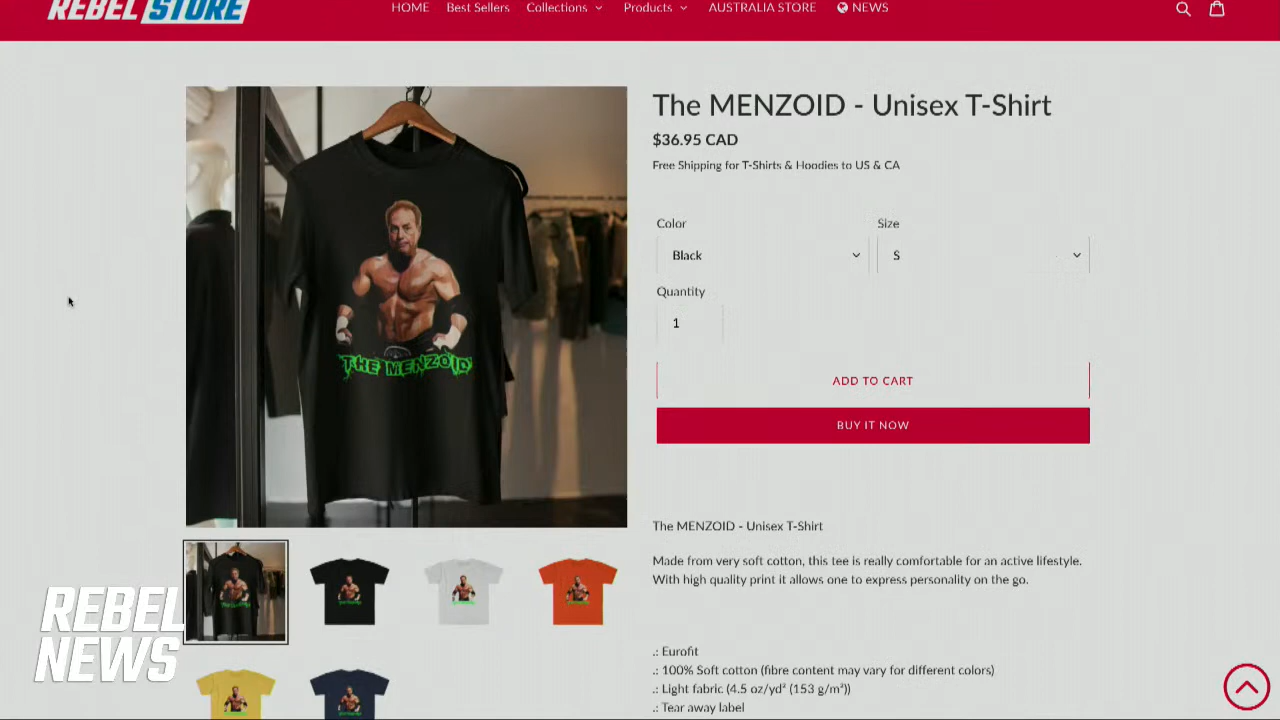 REBEL STORE
HOME
Best Sellers
Collections
Products
AUSTRALIA STORE
NEWS
The MENZOID - Unisex T-Shirt
$36.95 CAD
Free Shipping for T-Shirts & Hoodies to US & CA
Color
Size
Black
S
Quantity
1
THE MENZOID
ADD TO CART
BUY IT NOW
The MENZOID - Unisex T-Shirt
Made from very soft cotton, this tee is really comfortable for an active lifestyle.
With high quality print it allows one to express personality on the go.
.: Eurofit
.: 100% Soft cotton (fibre content may vary for different colors)
.: Light fabric (4.5 oz/yd² (153 g/m²))
.: Tear away label
REBEL
NEWS